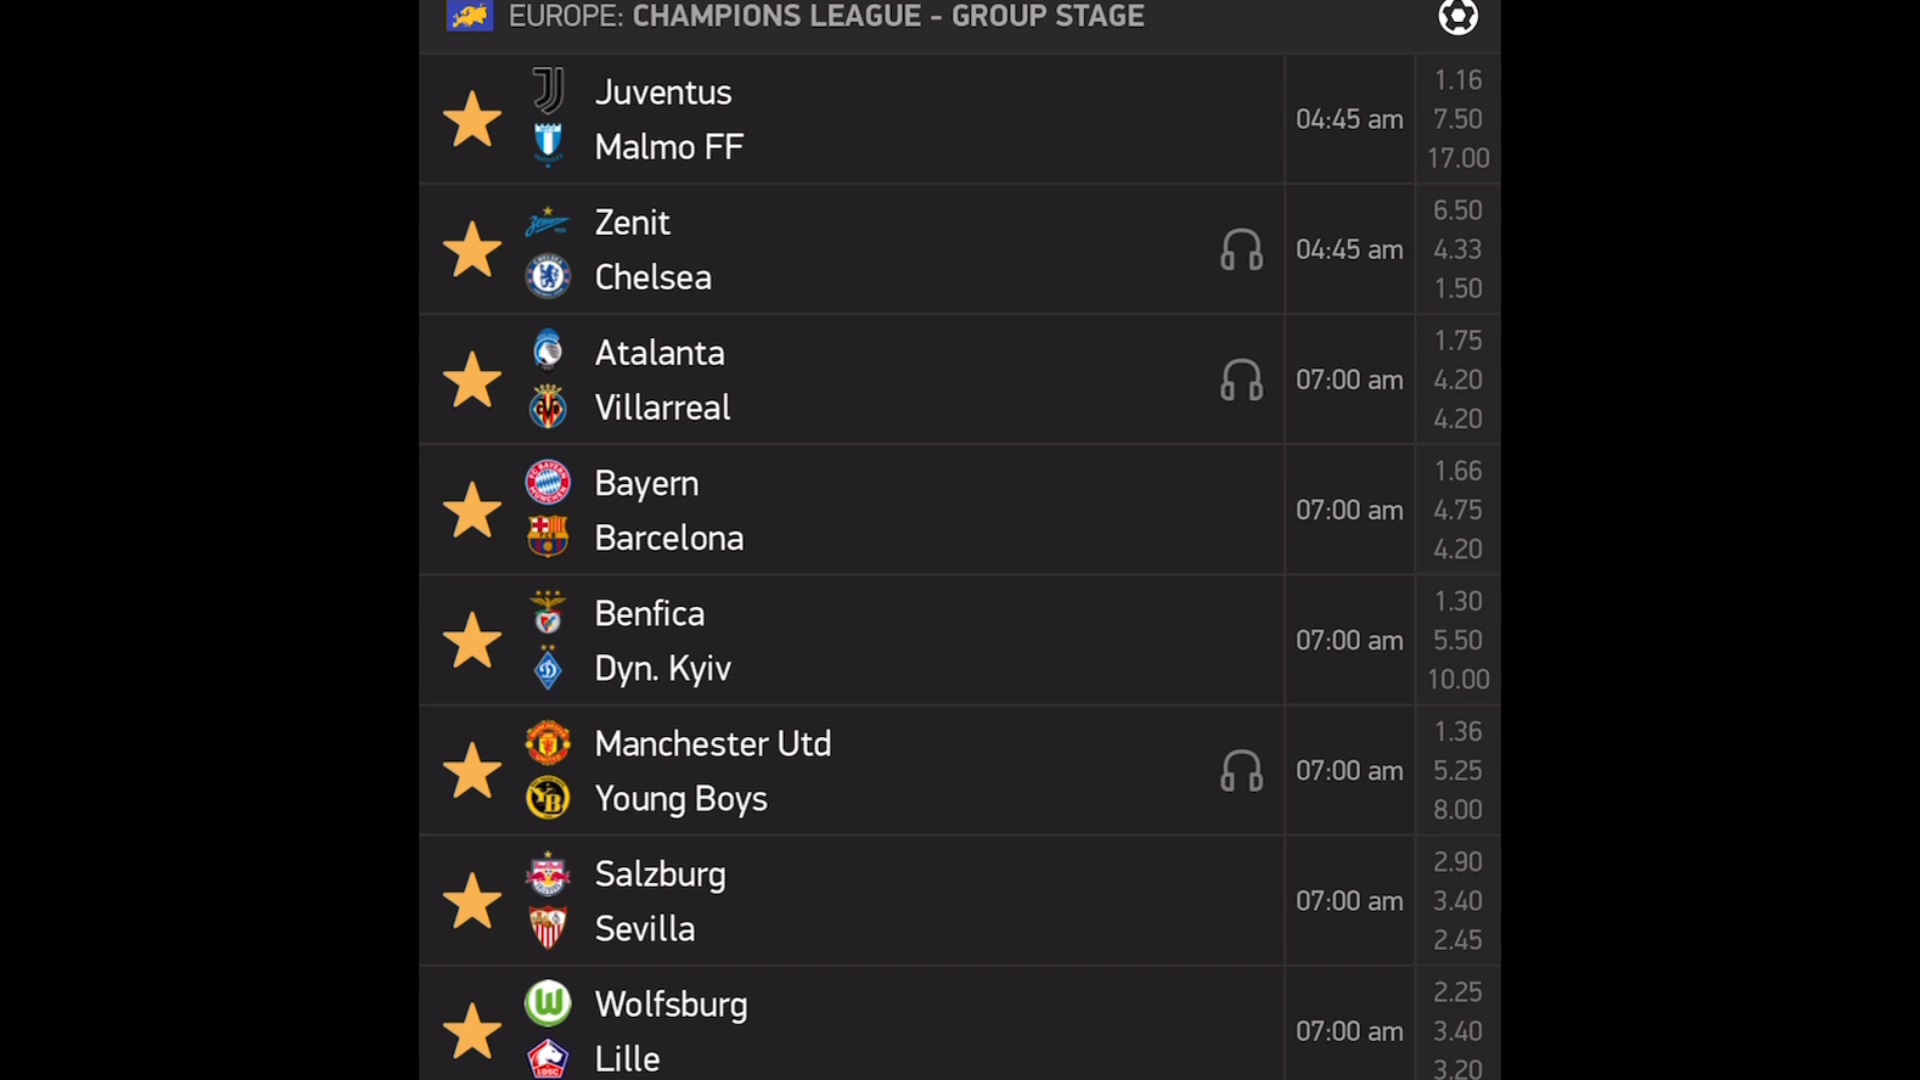 EUROPE: CHAMPIONS LEAGUE - GROUP STAGE
Juventus
Malmo FF
04:45 am
1.16
7.50
17.00
Zenit
Chelsea
04:45 am
6.50
4.33
1.50
Atalanta
Villarreal
07:00 am
1.75
4.20
4.20
Bayern
Barcelona
07:00 am
1.66
4.75
4.20
Benfica
Dyn. Kyiv
07:00 am
1.30
5.50
10.00
Manchester Utd
Young Boys
07:00 am
1.36
5.25
8.00
Salzburg
Sevilla
07:00 am
2.90
3.40
2.45
Wolfsburg
Lille
07:00 am
2.25
3.40
3.20